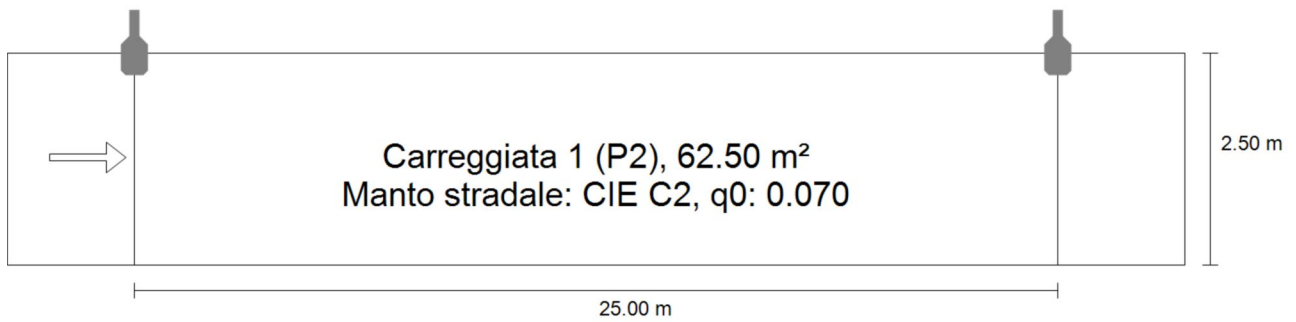 Carreggiata 1 (P2), 62.50 m²
Manto stradale: CIE C2, q0: 0.070
2.50 m
25.00 m